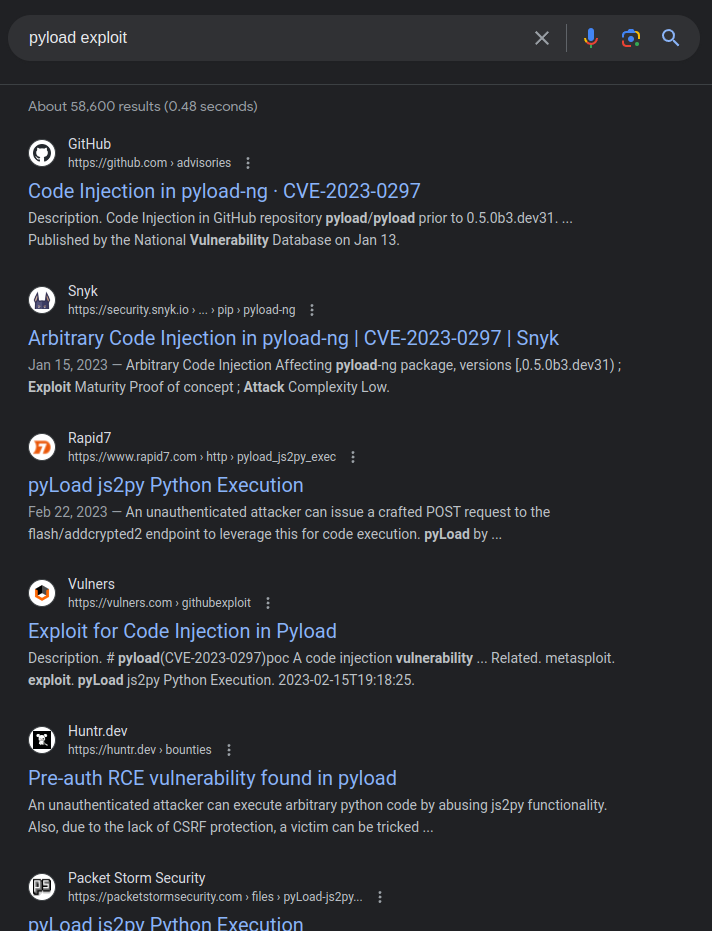 pyload exploit
About 58,600 results (0.48 seconds)
GitHub
https://github.com › advisories
Code Injection in pyload-ng · CVE-2023-0297
Description. Code Injection in GitHub repository pyload/pyload prior to 0.5.0b3.dev31. ...
Published by the National Vulnerability Database on Jan 13.
Snyk
https://security.snyk.io › ... › pip › pyload-ng
Arbitrary Code Injection in pyload-ng | CVE-2023-0297 | Snyk
Jan 15, 2023 — Arbitrary Code Injection Affecting pyload-ng package, versions [,0.5.0b3.dev31) ;
Exploit Maturity Proof of concept ; Attack Complexity Low.
Rapid7
https://www.rapid7.com › http › pyload_js2py_exec
pyLoad js2py Python Execution
Feb 22, 2023 — An unauthenticated attacker can issue a crafted POST request to the
flash/addcrypted2 endpoint to leverage this for code execution. pyLoad by ...
Vulners
https://vulners.com › githubexploit
Exploit for Code Injection in Pyload
Description. # pyload(CVE-2023-0297)poc A code injection vulnerability ... Related. metasploit.
exploit. pyLoad js2py Python Execution. 2023-02-15T19:18:25.
Huntr.dev
https://huntr.dev › bounties
Pre-auth RCE vulnerability found in pyload
An unauthenticated attacker can execute arbitrary python code by abusing js2py functionality.
Also, due to the lack of CSRF protection, a victim can be tricked ...
PS
Packet Storm Security
https://packetstormsecurity.com › files › pyLoad-js2py...
pyLoad js2py Python Execution